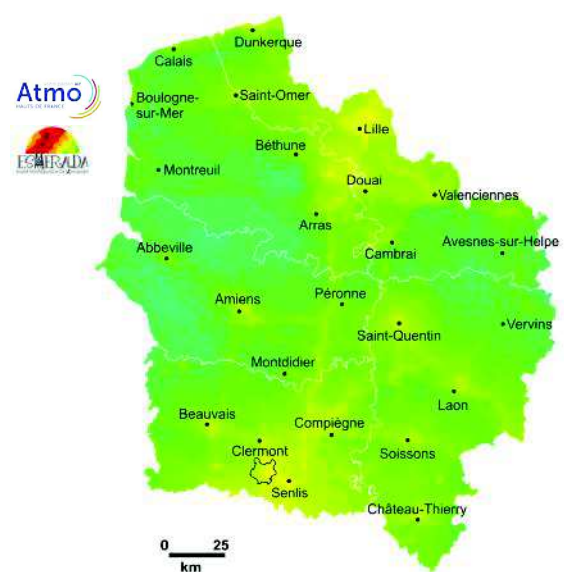 Dunkerque
Calais
Atmo
HAUTS-DE-FRANCE
Boulogne-
sur-Mer
Saint-Omer
Lille
ESMERALDA
Béthune
Montreuil
Douai
Valenciennes
Arras
Cambrai
Avesnes-sur-Helpe
Abbeville
Péronne
Amiens
Saint-Quentin
Vervins
Montdidier
Laon
Beauvais
Compiègne
Clermont
Soissons
Senlis
Château-Thierry
0 25
km